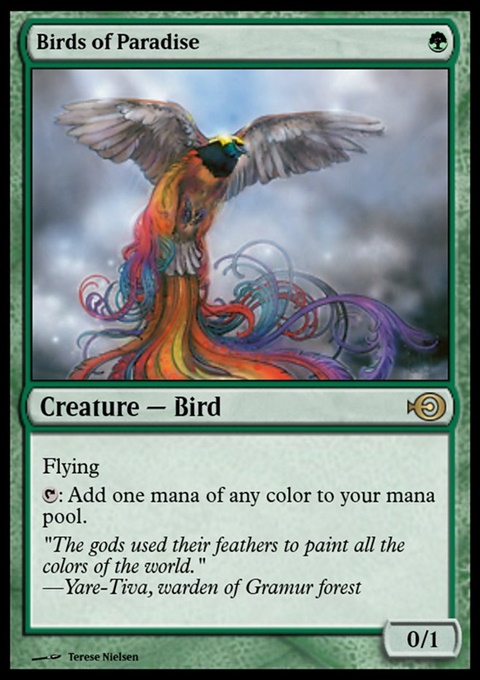 Birds of Paradise
Creature — Bird
Flying
: Add one mana of any color to your mana
pool.
"The gods used their feathers to paint all the
colors of the world."
—Yare-Tiva, warden of Gramur forest
0/1
Terese Nielsen